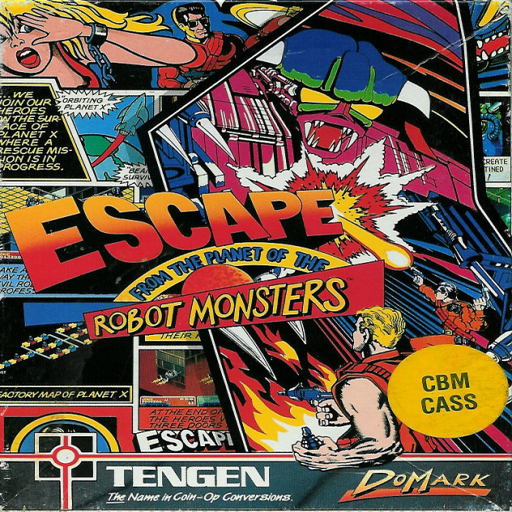 ... WE
JOIN OUR
HEROES
ON THE SUR-
FACE OF
PLANET X
WHERE A
RESCUE MIS-
SION IS IN
PROGRESS.
ORBITING
PLANET X
CREATE
ESCAPE
FROM THE PLANET OF THE
ROBOT MONSTERS
FACTORY MAP OF PLANET X
AT THE END OF
THE
THREE DOORS
ESCAPE
CBM
CASS
TENGEN
The Name in Coin-Op Conversions.
DOMARK